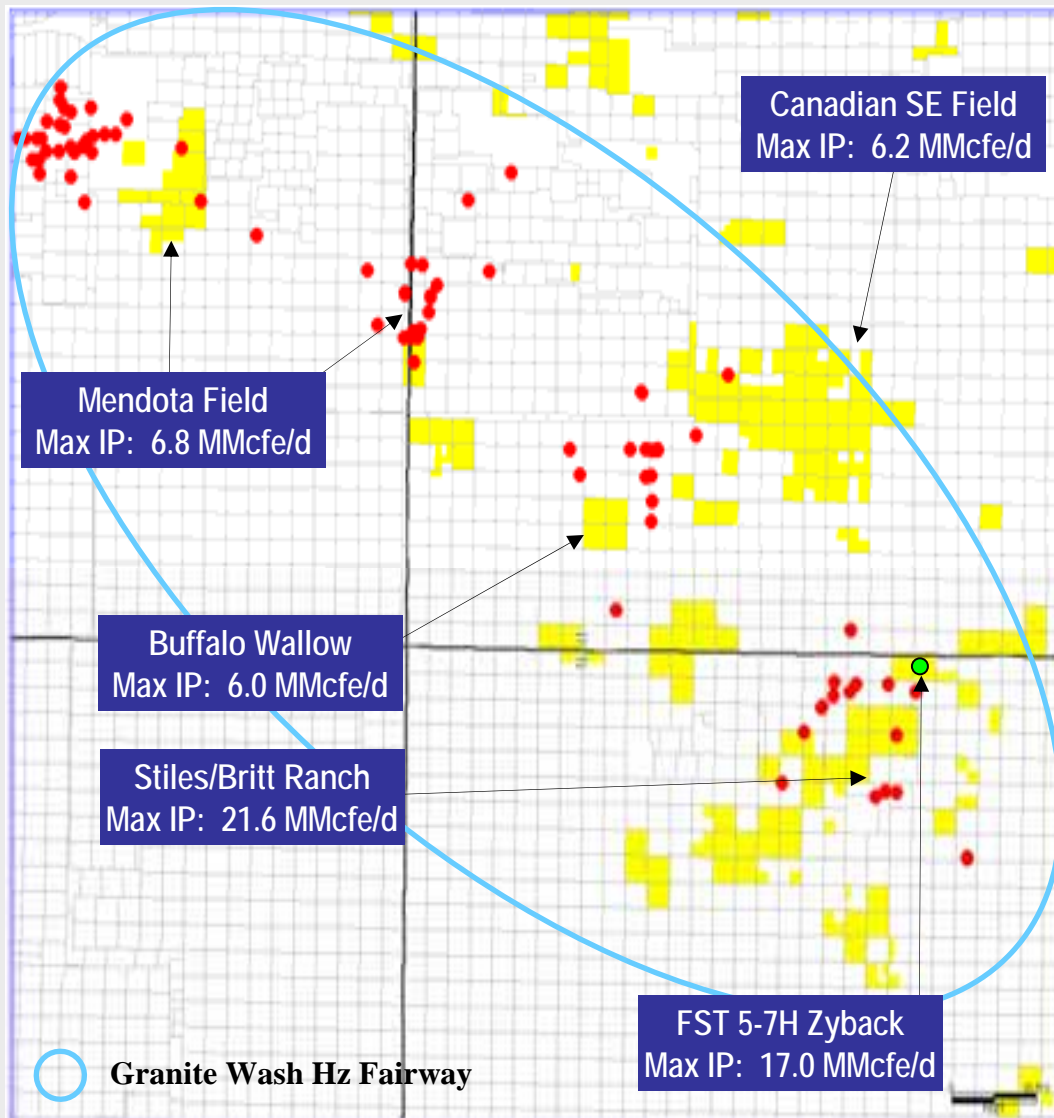 Canadian SE Field
Max IP: 6.2 MMcfe/d
Mendota Field
Max IP: 6.8 MMcfe/d
Buffalo Wallow
Max IP: 6.0 MMcfe/d
Stiles/Britt Ranch
Max IP: 21.6 MMcfe/d
FST 5-7H Zyback
Max IP: 17.0 MMcfe/d
Granite Wash Hz Fairway